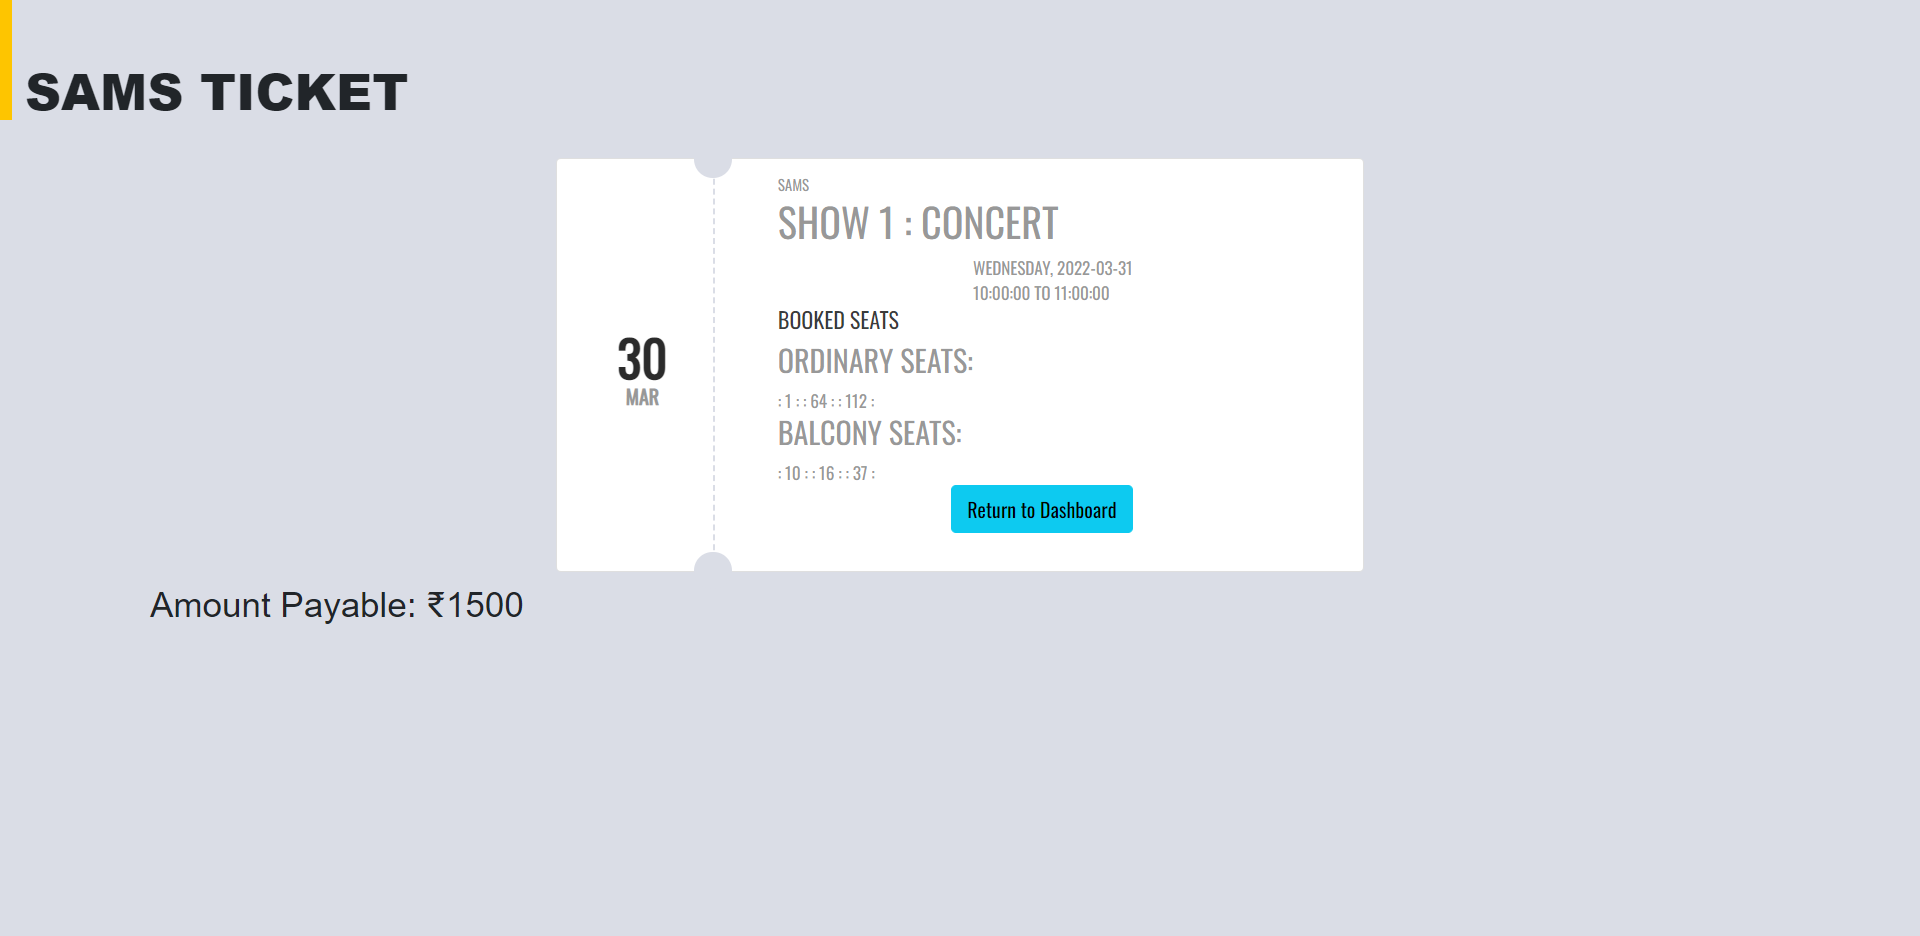 SAMS TICKET
30
MAR
SAMS
SHOW 1 : CONCERT
WEDNESDAY, 2022-03-31
10:00:00 TO 11:00:00
BOOKED SEATS
ORDINARY SEATS:
: 1 : : 64 : : 112 :
BALCONY SEATS:
: 10 : : 16 : : 37 :
Return to Dashboard
Amount Payable: ₹1500